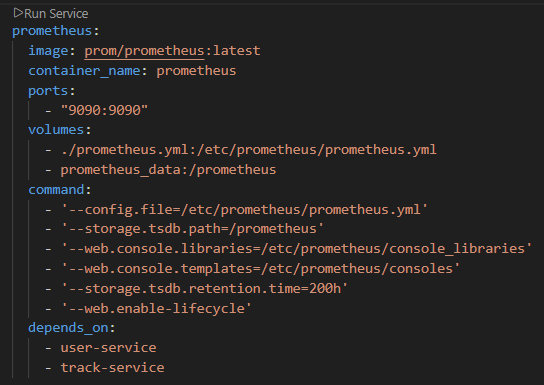 ▷Run Service
prometheus:
  image: prom/prometheus:latest
  container_name: prometheus
  ports:
    - "9090:9090"
  volumes:
    - ./prometheus.yml:/etc/prometheus/prometheus.yml
    - prometheus_data:/prometheus
  command:
    - '--config.file=/etc/prometheus/prometheus.yml'
    - '--storage.tsdb.path=/prometheus'
    - '--web.console.libraries=/etc/prometheus/console_libraries'
    - '--web.console.templates=/etc/prometheus/consoles'
    - '--storage.tsdb.retention.time=200h'
    - '--web.enable-lifecycle'
  depends_on:
    - user-service
    - track-service